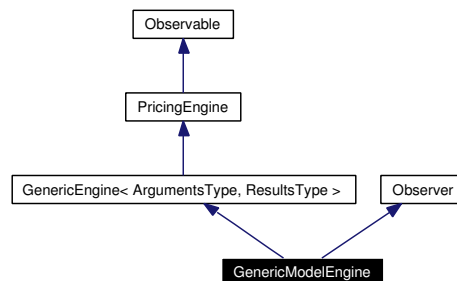 Observable
PricingEngine
GenericEngine< ArgumentsType, ResultsType >
Observer
GenericModelEngine